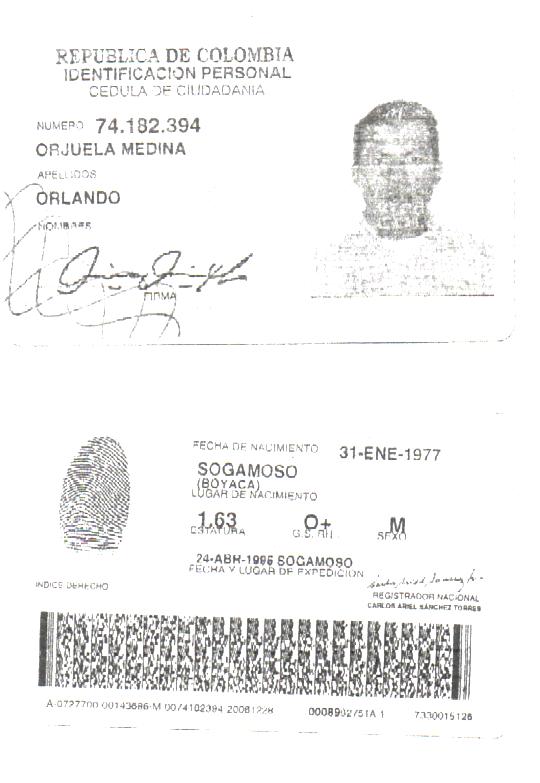 REPUBLICA DE COLOMBIA
IDENTIFICACION PERSONAL
CEDULA DE CIUDADANIA
NUMERO 74.182.394
ORJUELA MEDINA
APELLIDOS
ORLANDO
NOMBRES
FIRMA
FECHA DE NACIMIENTO 31-ENE-1977
SOGAMOSO
(BOYACA)
LUGAR DE NACIMIENTO
1.63 O+ M
ESTATURA G.S. RH SEXO
24-ABR-1995 SOGAMOSO
FECHA Y LUGAR DE EXPEDICION
INDICE DERECHO
REGISTRADOR NACIONAL
CARLOS ARIEL SÁNCHEZ TORRES
A-0727700 00143686-M 0074182394 20061228 0008902751A 1 7330015126